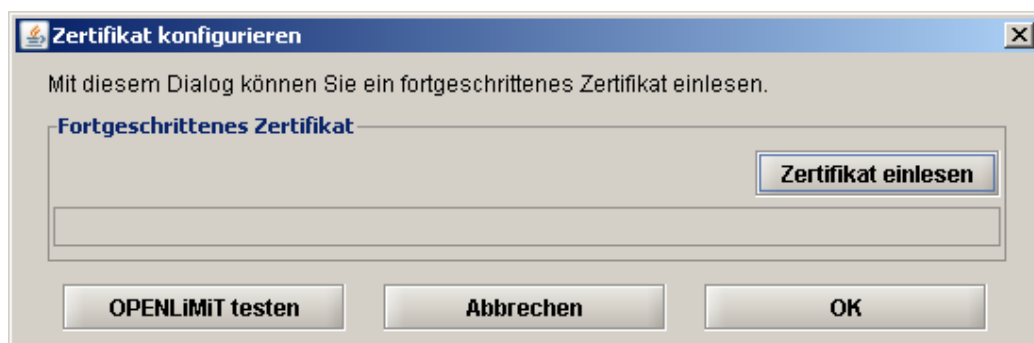 Zertifikat konfigurieren
Mit diesem Dialog können Sie ein fortgeschrittenes Zertifikat einlesen.
Fortgeschrittenes Zertifikat
Zertifikat einlesen
OPENLiMiT testen Abbrechen OK